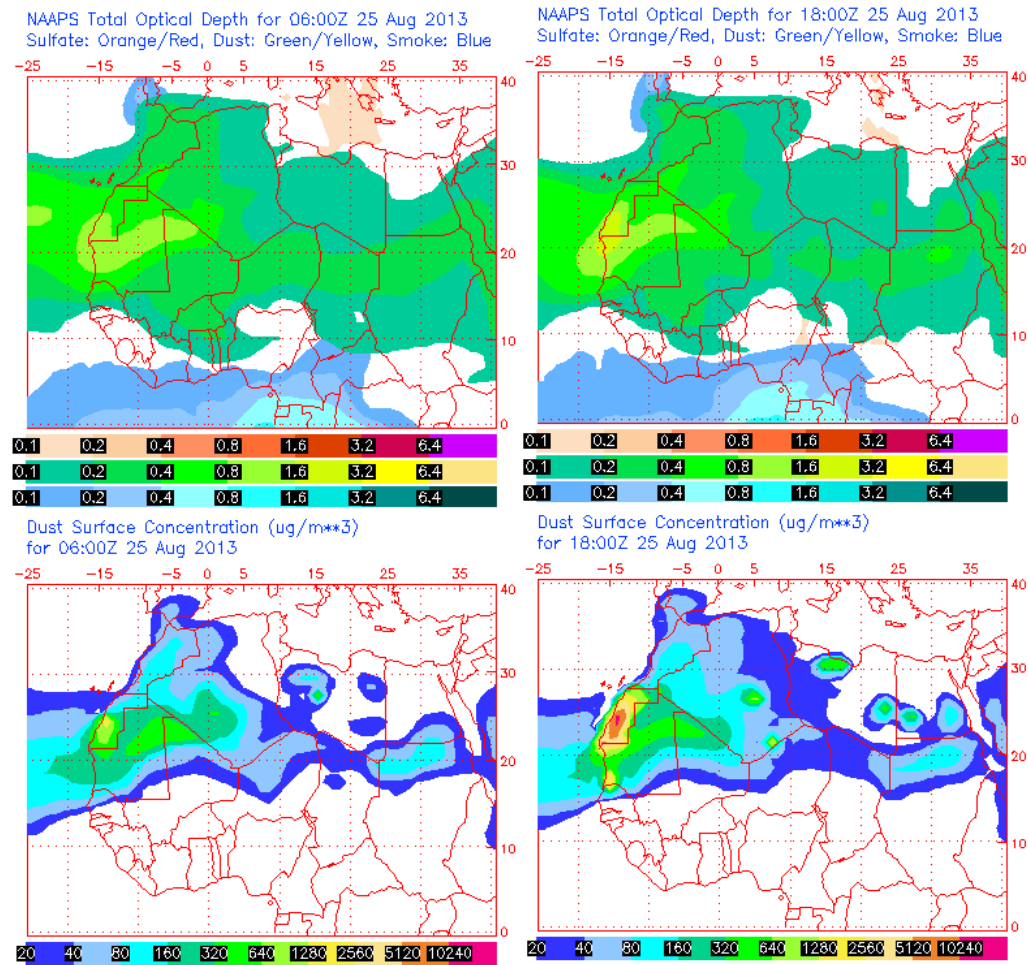 NAAPS Total Optical Depth for 06:00Z 25 Aug 2013
Sulfate: Orange/Red, Dust: Green/Yellow, Smoke: Blue
-25 -15 -5 0 5 15 25 35
40
30
20
10
0
0.1 0.2 0.4 0.8 1.6 3.2 6.4
0.1 0.2 0.4 0.8 1.6 3.2 6.4
0.1 0.2 0.4 0.8 1.6 3.2 6.4
NAAPS Total Optical Depth for 18:00Z 25 Aug 2013
Sulfate: Orange/Red, Dust: Green/Yellow, Smoke: Blue
-25 -15 -5 0 5 15 25 35
40
30
20
10
0
0.1 0.2 0.4 0.8 1.6 3.2 6.4
0.1 0.2 0.4 0.8 1.6 3.2 6.4
0.1 0.2 0.4 0.8 1.6 3.2 6.4
Dust Surface Concentration (ug/m**3)
for 06:00Z 25 Aug 2013
-25 -15 -5 0 5 15 25 35
40
30
20
10
0
20 40 80 160 320 640 1280 2560 5120 10240
Dust Surface Concentration (ug/m**3)
for 18:00Z 25 Aug 2013
-25 -15 -5 0 5 15 25 35
40
30
20
10
0
20 40 80 160 320 640 1280 2560 5120 10240